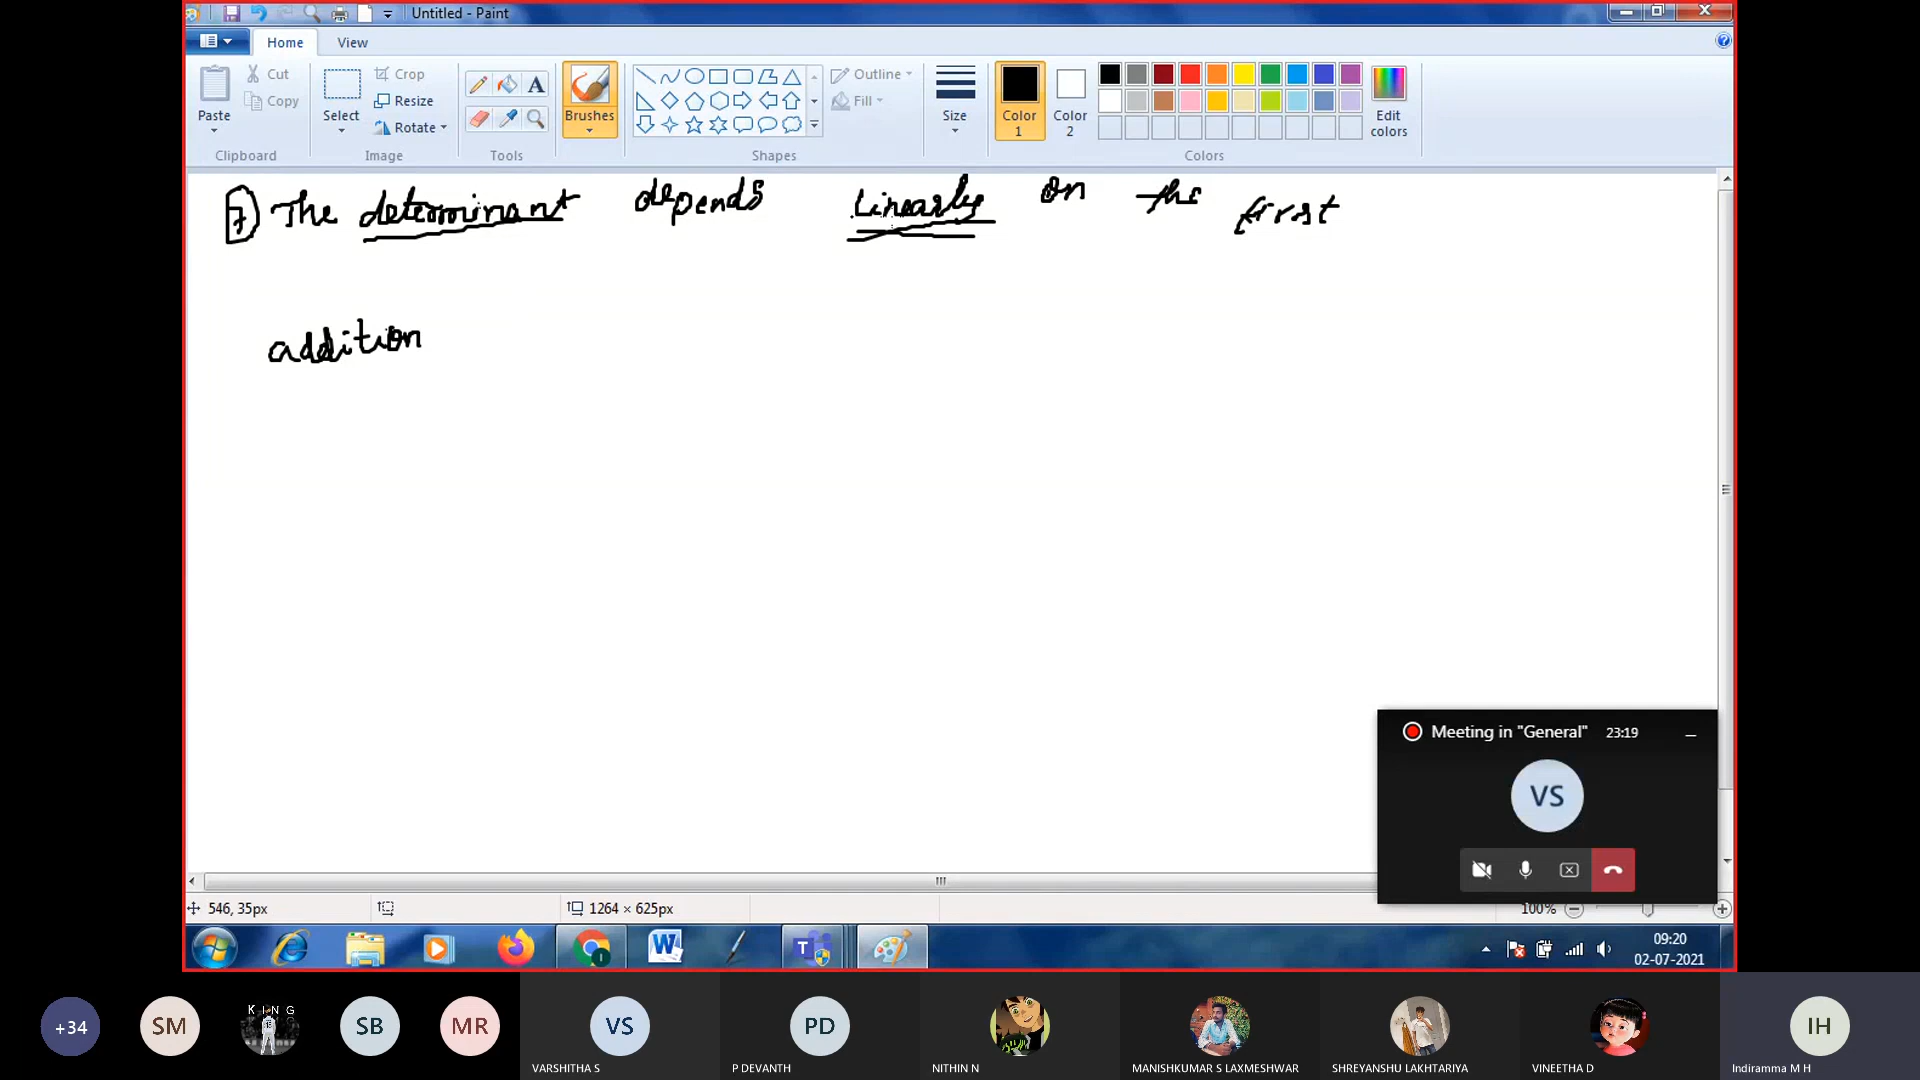 Untitled - Paint
Home View
Cut
Copy
Paste
Clipboard
Crop
Resize
Rotate
Select
Image
Tools
Brushes
Shapes
Outline
Fill
Size
Color 1
Color 2
Edit colors
Colors
7 The determinant depends Linearly on the first
addition
Meeting in "General" 23:19
VS
546, 35px
1264 × 625px
100%
09:20
02-07-2021
+34
SM
KING
SB
MR
VS
VARSHITHA S
PD
P DEVANTH
NITHIN N
MANISHKUMAR S LAXMESHWAR
SHREYANSHU LAKHTARIYA
VINEETHA D
IH
Indiramma M H